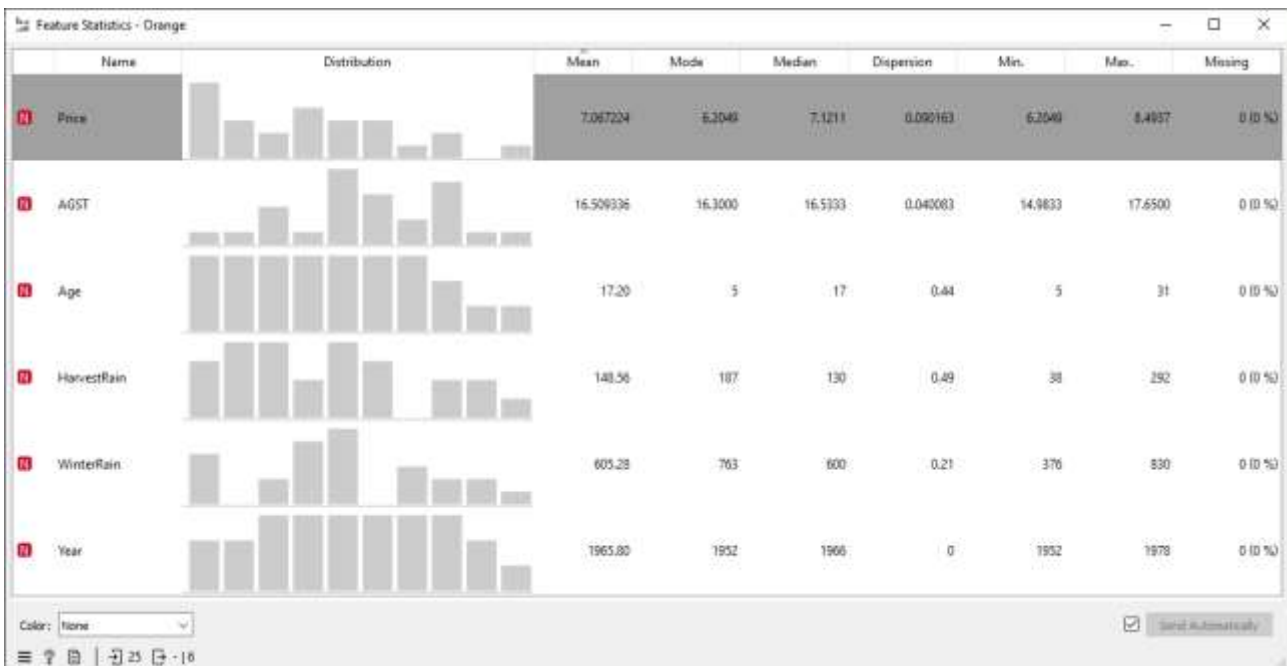 Feature Statistics - Orange
Name Distribution Mean Mode Median Dispersion Min. Max. Missing
N Price 7.067224 6.2049 7.1211 0.090163 6.2049 8.4937 0 (0 %)
N AGST 16.509336 16.3000 16.5333 0.040083 14.9833 17.6500 0 (0 %)
N Age 17.20 5 17 0.44 5 31 0 (0 %)
N HarvestRain 148.56 187 130 0.49 38 292 0 (0 %)
N WinterRain 605.28 763 600 0.21 376 830 0 (0 %)
N Year 1965.80 1952 1966 0 1952 1978 0 (0 %)
Color: None Send Automatically
? 25 - | 6